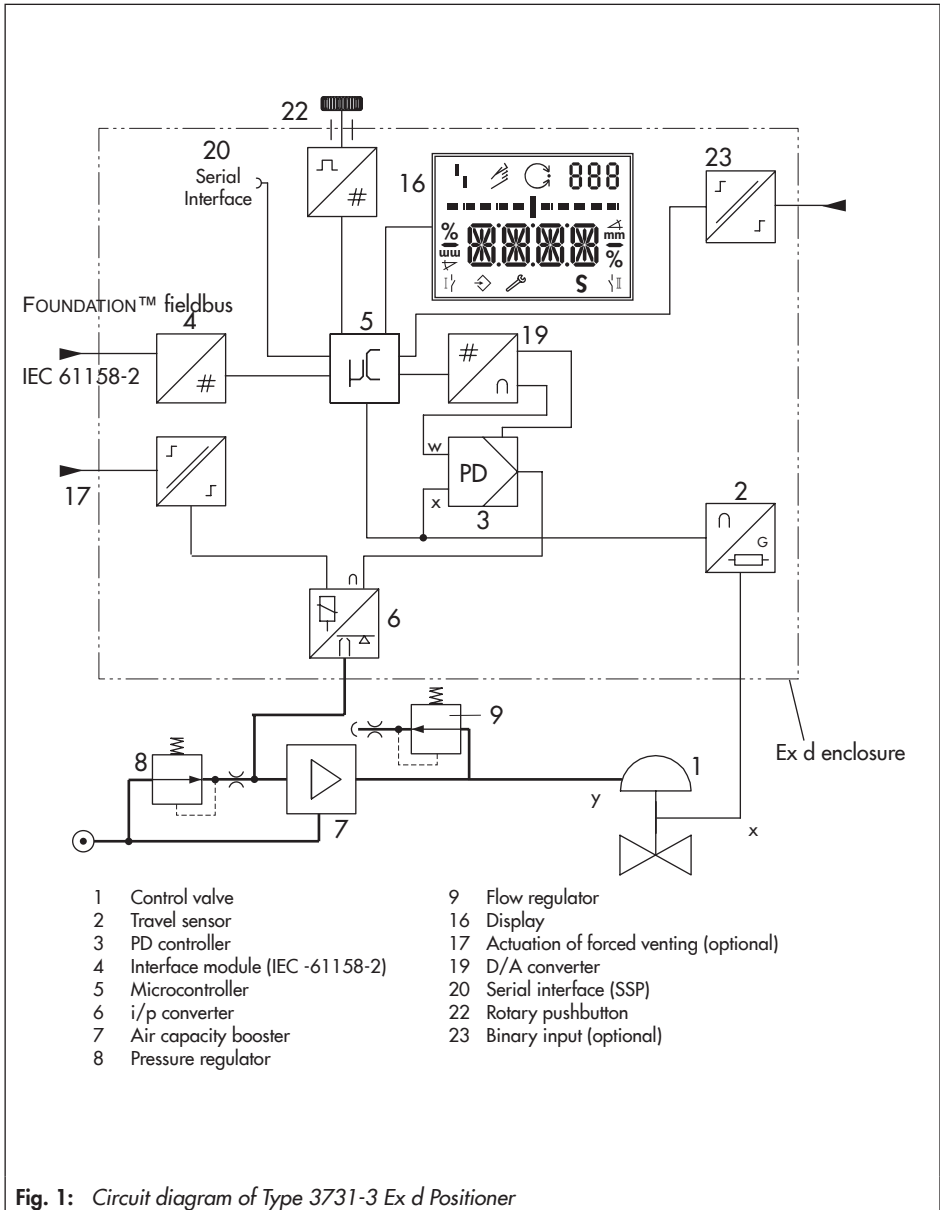 22
20
Serial
Interface
#
16
888
%
mm
mm
%
S
I
II
23
FOUNDATION™ fieldbus
4
#
IEC 61158-2
5
µC
19
#
∩
w
PD
x
3
17
2
∩
G
∩
6
∩
9
8
7
y
1
x
Ex d enclosure
1 Control valve
2 Travel sensor
3 PD controller
4 Interface module (IEC -61158-2)
5 Microcontroller
6 i/p converter
7 Air capacity booster
8 Pressure regulator
9 Flow regulator
16 Display
17 Actuation of forced venting (optional)
19 D/A converter
20 Serial interface (SSP)
22 Rotary pushbutton
23 Binary input (optional)
Fig. 1: Circuit diagram of Type 3731-3 Ex d Positioner